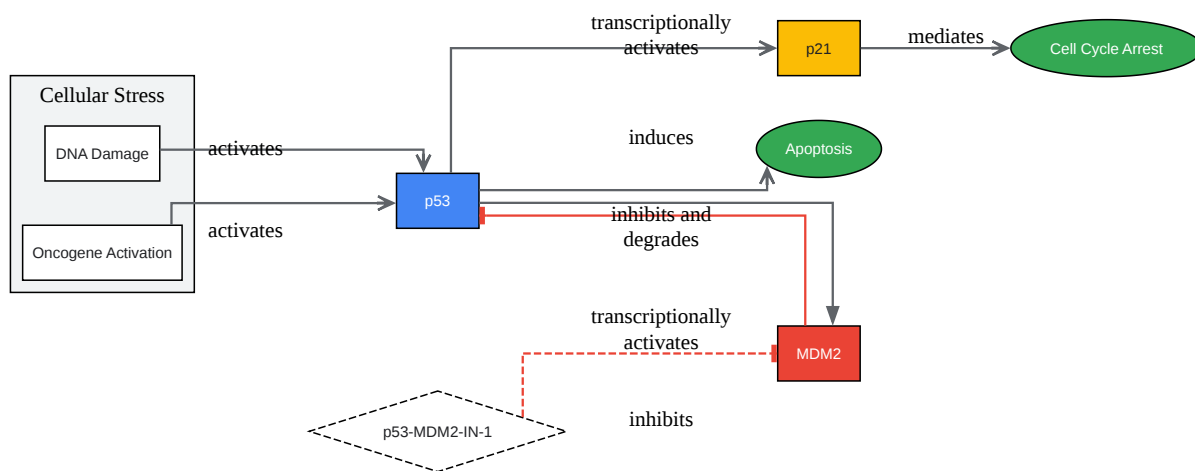 transcriptionally
activates
p21
mediates
Cell Cycle Arrest
Cellular Stress
DNA Damage
activates
induces
Apoptosis
p53
inhibits and
degrades
activates
Oncogene Activation
transcriptionally
activates
MDM2
p53-MDM2-IN-1
inhibits